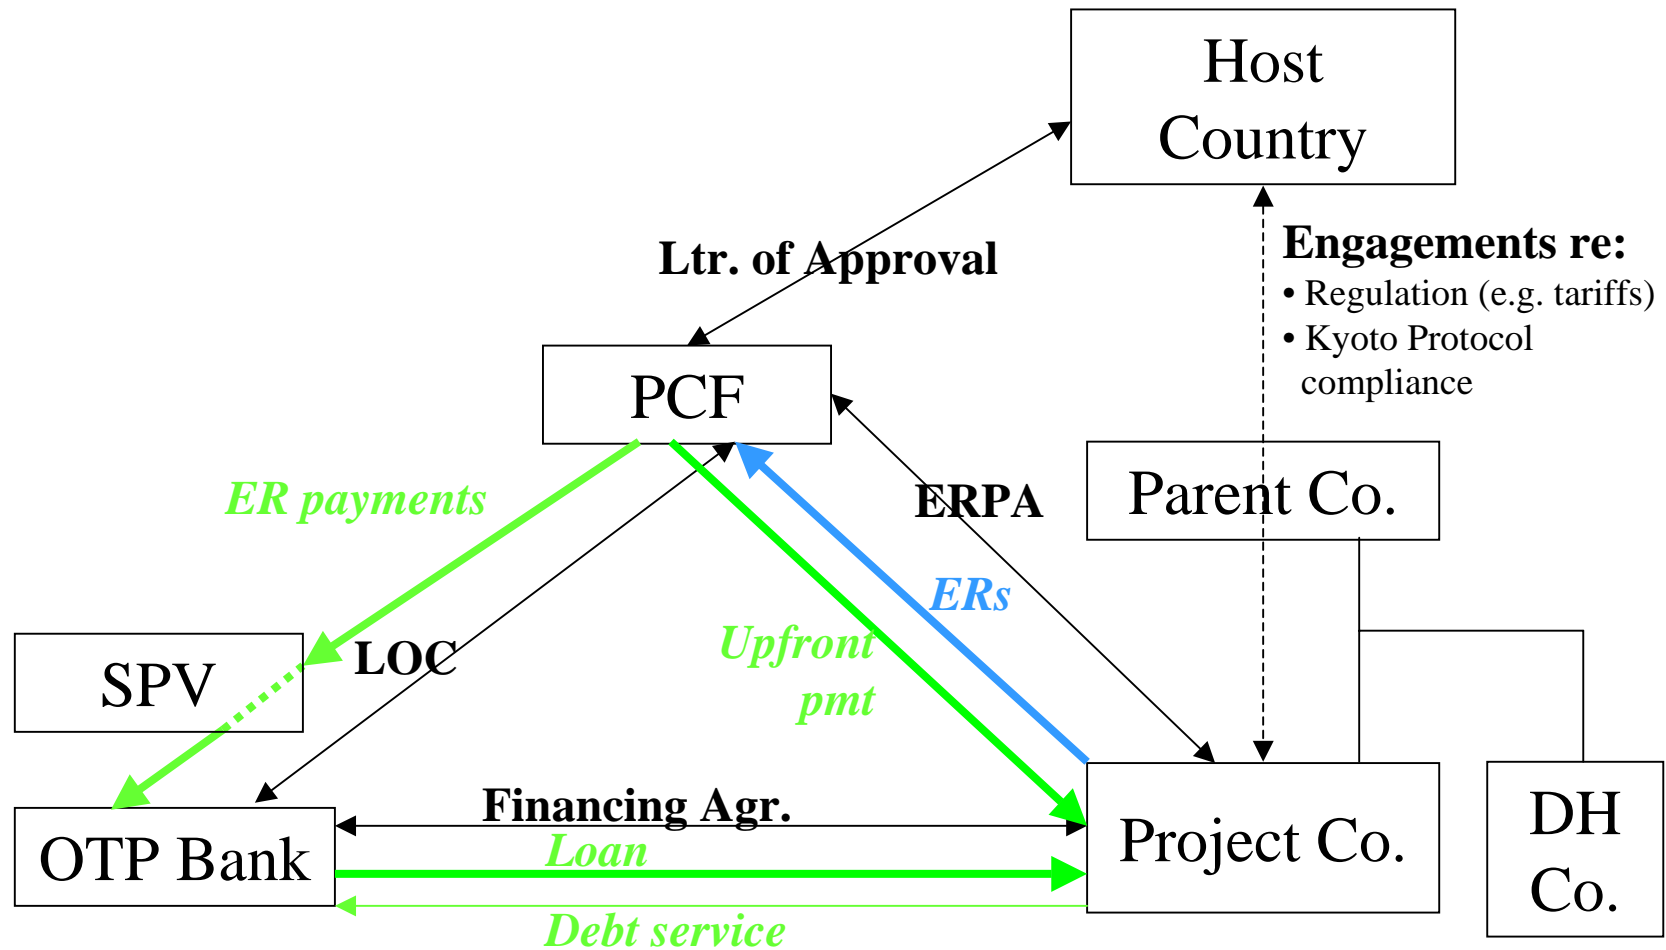 Host
Country
Ltr. of Approval
Engagements re:
• Regulation (e.g. tariffs)
• Kyoto Protocol
compliance
PCF
ER payments
ERPA
Parent Co.
ERs
Upfront
pmt
SPV
LOC
Financing Agr.
OTP Bank
Loan
Debt service
Project Co.
DH
Co.